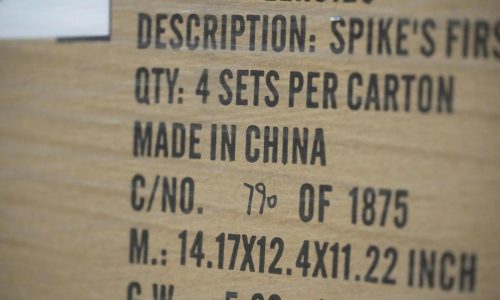 DESCRIPTION: SPIKE'S FIRS
QTY: 4 SETS PER CARTON
MADE IN CHINA
C/NO. 790 OF 1875
M.: 14.17X12.4X11.22 INCH
G.W